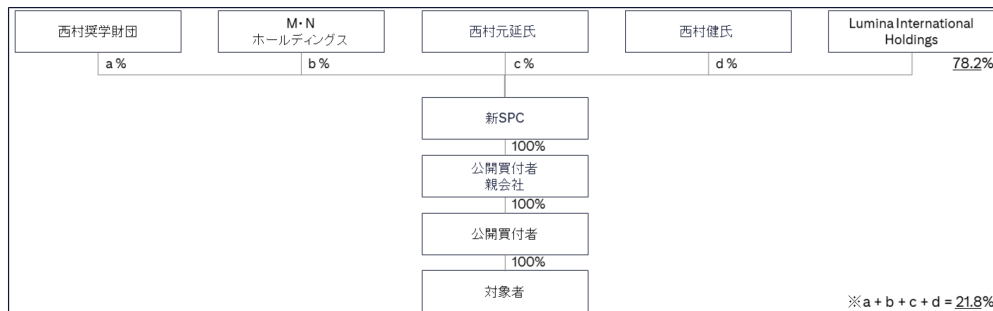 西村奨学財団
M・N
ホールディングス
西村元延氏
西村健氏
Lumina International
Holdings
a %
b %
c %
d %
78.2%
新SPC
100%
公開買付者
親会社
100%
公開買付者
100%
対象者
※a + b + c + d = 21.8%